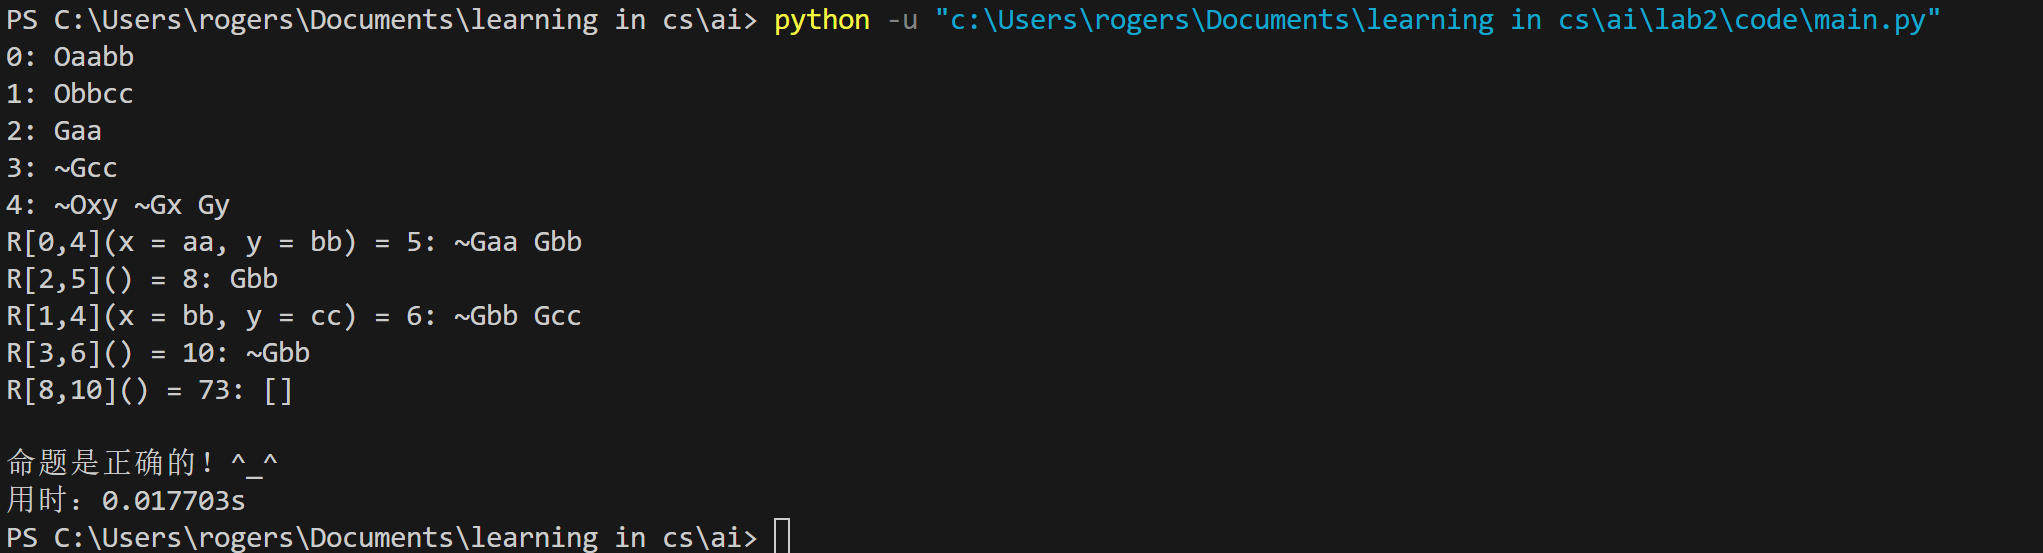 PS C:\Users\rogers\Documents\learning in cs\ai> python -u "c:\Users\rogers\Documents\learning in cs\ai\lab2\code\main.py"
0: Oaabb
1: Obbcc
2: Gaa
3: ~Gcc
4: ~Oxy ~Gx Gy
R[0,4](x = aa, y = bb) = 5: ~Gaa Gbb
R[2,5]() = 8: Gbb
R[1,4](x = bb, y = cc) = 6: ~Gbb Gcc
R[3,6]() = 10: ~Gbb
R[8,10]() = 73: []
命题是正确的！^_^
用时：0.017703s
PS C:\Users\rogers\Documents\learning in cs\ai>